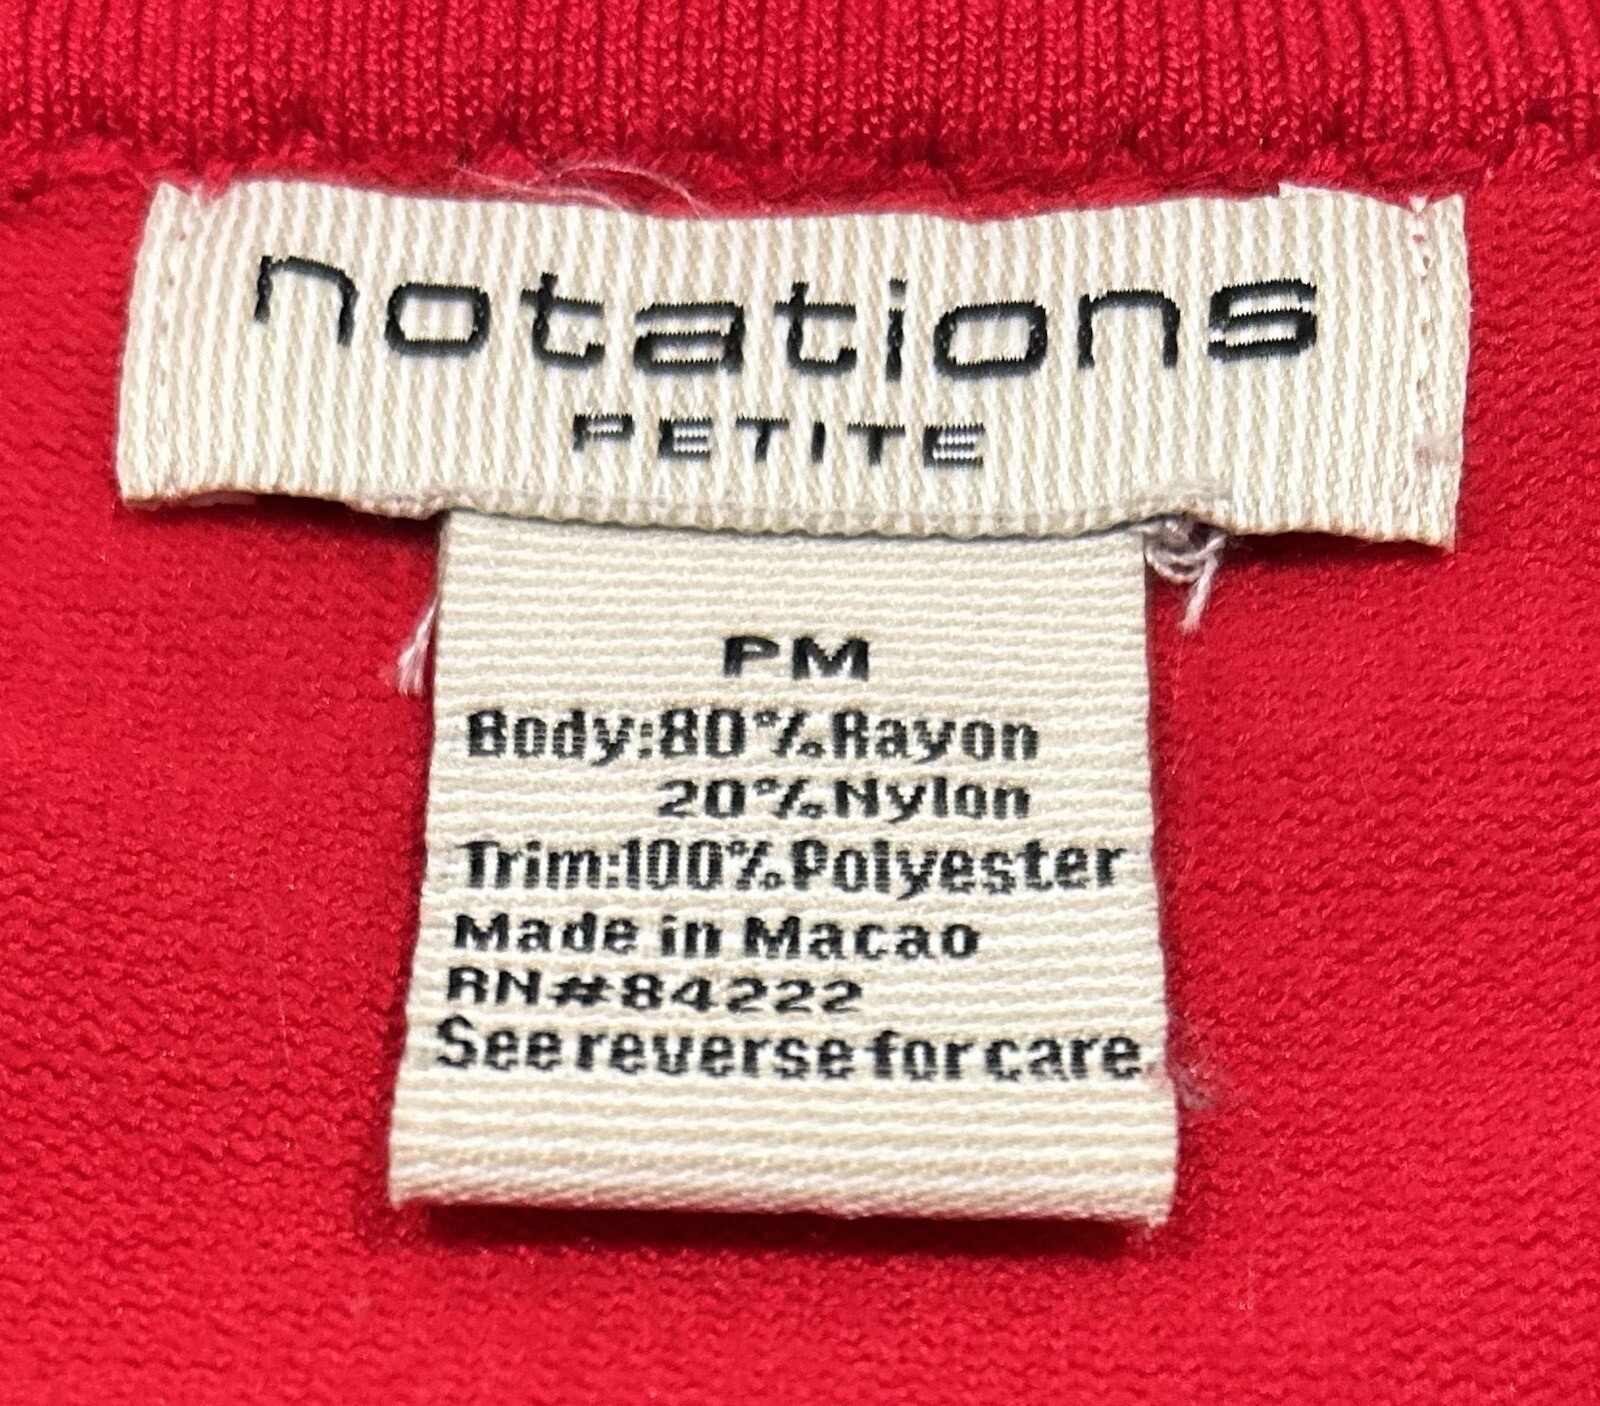 notations
PETITE
PM
Body:80%Rayon
20%Nylon
Trim:100%Polyester
Made in Macao
RN#84222
See reverse for care